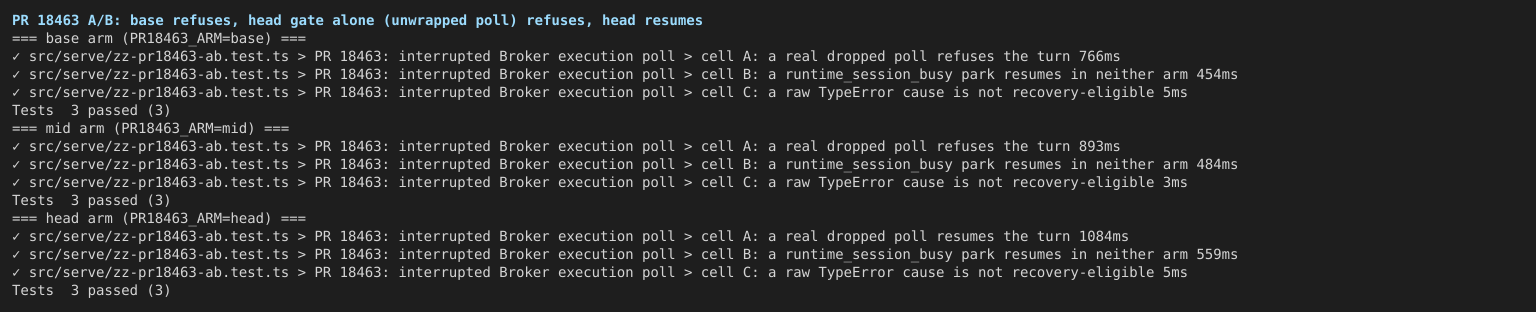 PR 18463 A/B: base refuses, head gate alone (unwrapped poll) refuses, head resumes
=== base arm (PR18463_ARM=base) ===
✓ src/serve/zz-pr18463-ab.test.ts > PR 18463: interrupted Broker execution poll > cell A: a real dropped poll refuses the turn 766ms
✓ src/serve/zz-pr18463-ab.test.ts > PR 18463: interrupted Broker execution poll > cell B: a runtime_session_busy park resumes in neither arm 454ms
✓ src/serve/zz-pr18463-ab.test.ts > PR 18463: interrupted Broker execution poll > cell C: a raw TypeError cause is not recovery-eligible 5ms
Tests  3 passed (3)
=== mid arm (PR18463_ARM=mid) ===
✓ src/serve/zz-pr18463-ab.test.ts > PR 18463: interrupted Broker execution poll > cell A: a real dropped poll refuses the turn 893ms
✓ src/serve/zz-pr18463-ab.test.ts > PR 18463: interrupted Broker execution poll > cell B: a runtime_session_busy park resumes in neither arm 484ms
✓ src/serve/zz-pr18463-ab.test.ts > PR 18463: interrupted Broker execution poll > cell C: a raw TypeError cause is not recovery-eligible 3ms
Tests  3 passed (3)
=== head arm (PR18463_ARM=head) ===
✓ src/serve/zz-pr18463-ab.test.ts > PR 18463: interrupted Broker execution poll > cell A: a real dropped poll resumes the turn 1084ms
✓ src/serve/zz-pr18463-ab.test.ts > PR 18463: interrupted Broker execution poll > cell B: a runtime_session_busy park resumes in neither arm 559ms
✓ src/serve/zz-pr18463-ab.test.ts > PR 18463: interrupted Broker execution poll > cell C: a raw TypeError cause is not recovery-eligible 5ms
Tests  3 passed (3)